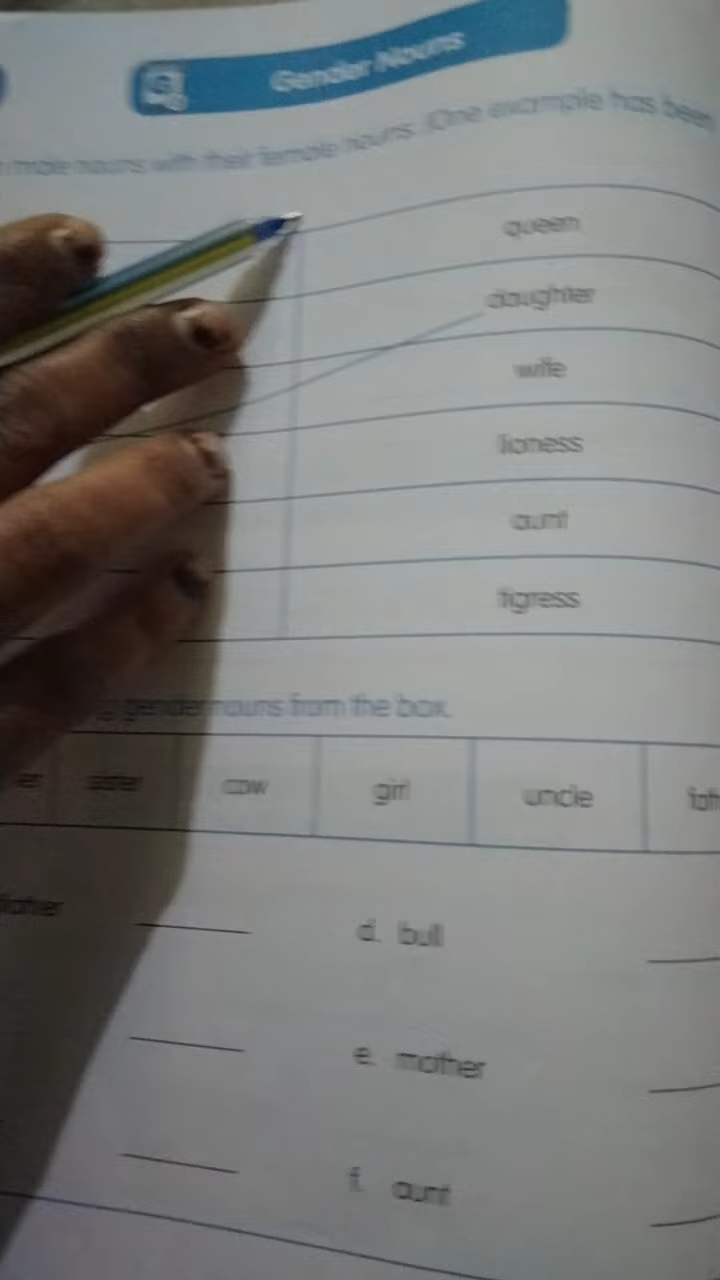 Gender Nouns
male nouns with their female nouns. (One example has been
queen
daughter
wife
lioness
aunt
tigress
gender nouns from the box.
sister cow girl uncle
d. bull
e. mother
f. aunt